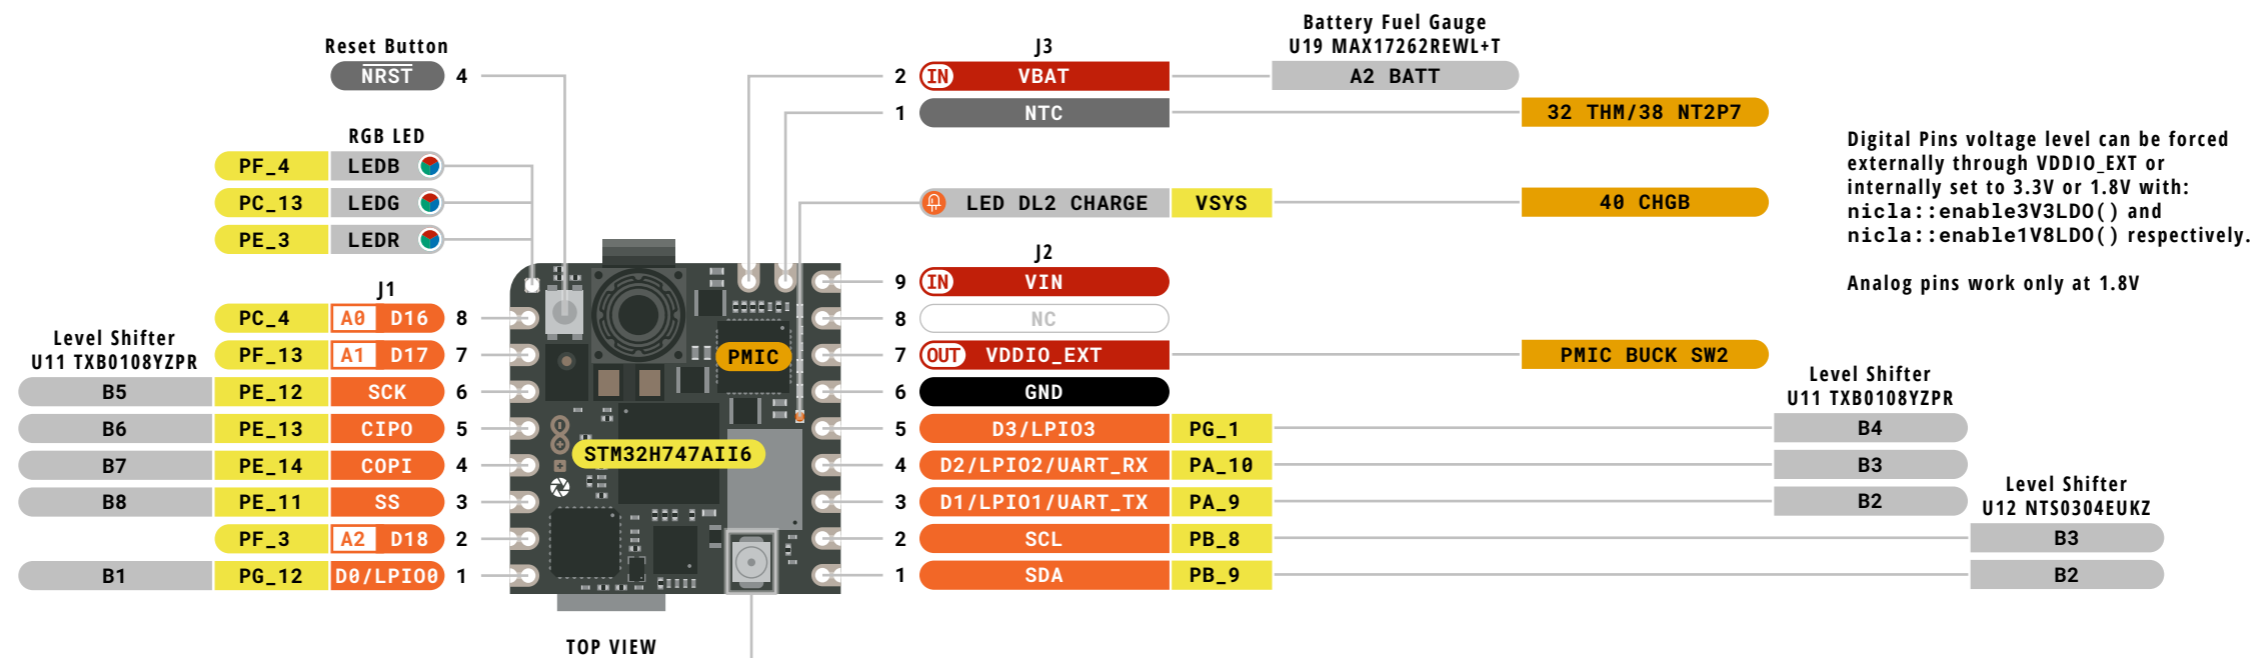 Battery Fuel Gauge
U19 MAX17262REWL+T
Reset Button
NRST 4
J3
2 IN VBAT A2 BATT
1 NTC 32 THM/38 NT2P7
RGB LED
PF_4 LEDB
PC_13 LEDG
PE_3 LEDR
LED DL2 CHARGE VSYS 40 CHGB
Digital Pins voltage level can be forced
externally through VDDIO_EXT or
internally set to 3.3V or 1.8V with:
nicla::enable3V3LDO() and
nicla::enable1V8LDO() respectively.
Analog pins work only at 1.8V
J1
PC_4 A0 D16 8
PF_13 A1 D17 7
Level Shifter
U11 TXB0108YZPR
B5 PE_12 SCK 6
B6 PE_13 CIPO 5
B7 PE_14 COPI 4
B8 PE_11 SS 3
PF_3 A2 D18 2
B1 PG_12 D0/LPIO0 1
PMIC
STM32H747AII6
J2
9 IN VIN
8 NC
7 OUT VDDIO_EXT PMIC BUCK SW2
6 GND
Level Shifter
U11 TXB0108YZPR
5 D3/LPIO3 PG_1 B4
4 D2/LPIO2/UART_RX PA_10 B3
3 D1/LPIO1/UART_TX PA_9 B2
Level Shifter
U12 NTS0304EUKZ
2 SCL PB_8 B3
1 SDA PB_9 B2
TOP VIEW